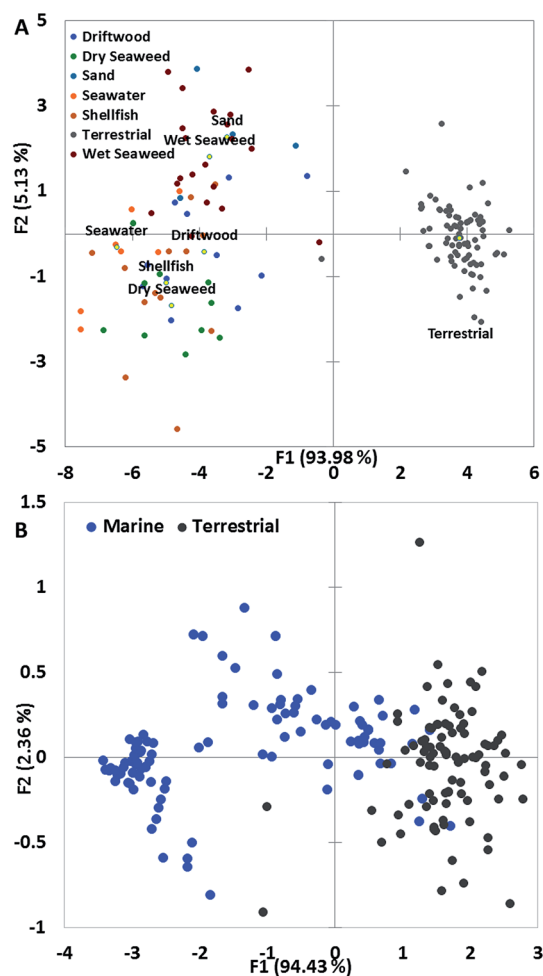 A
5
Driftwood
Dry Seaweed
Sand
Seawater
Shellfish
Terrestrial
Wet Seaweed
3
Sand
Wet Seaweed
1
Seawater
Driftwood
F2 (5.13 %)
-1
Shellfish
Dry Seaweed
Terrestrial
-3
-5
-8 -6 -4 -2 0 2 4 6
F1 (93.98 %)
B
1.5
Marine Terrestrial
1
0.5
F2 (2.36 %)
0
-0.5
-1
-4 -3 -2 -1 0 1 2 3
F1 (94.43 %)